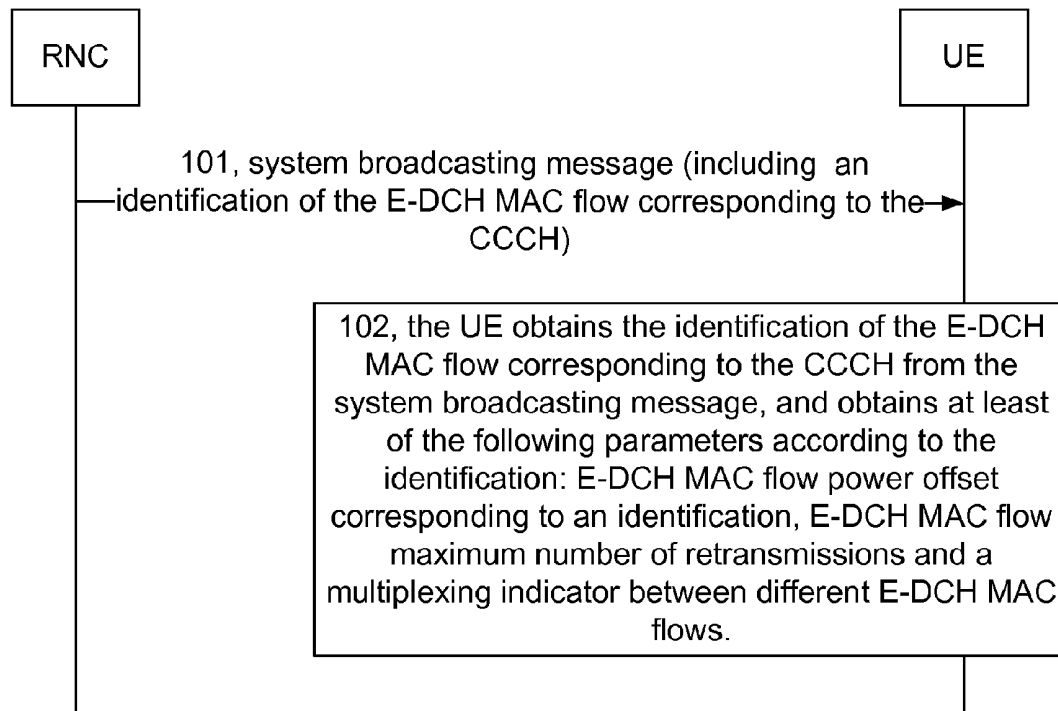 RNC
UE
101, system broadcasting message (including an
identification of the E-DCH MAC flow corresponding to the
CCCH)
102, the UE obtains the identification of the E-DCH
MAC flow corresponding to the CCCH from the
system broadcasting message, and obtains at least
of the following parameters according to the
identification: E-DCH MAC flow power offset
corresponding to an identification, E-DCH MAC flow
maximum number of retransmissions and a
multiplexing indicator between different E-DCH MAC
flows.